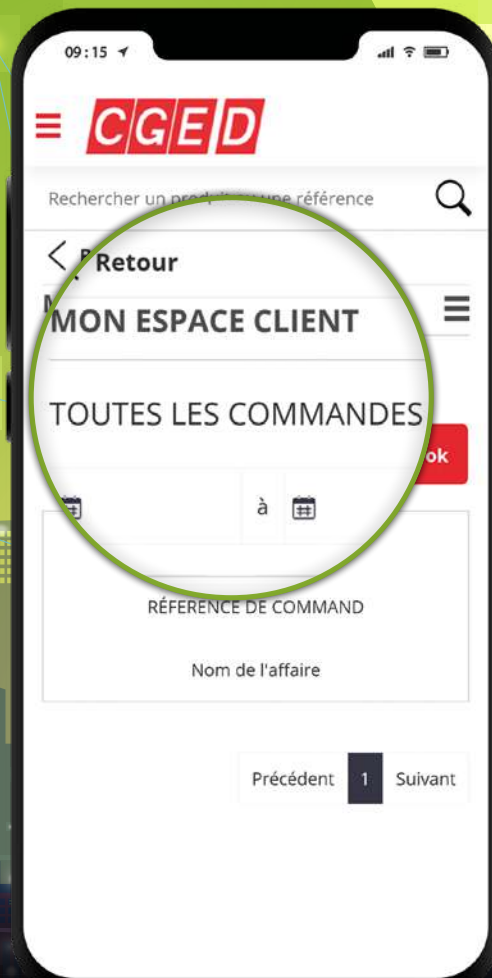 09:15
CGED
Rechercher un produit ou une référence
Retour
MON ESPACE CLIENT
TOUTES LES COMMANDES
ok
à
RÉFERENCE DE COMMAND
Nom de l'affaire
Précédent 1 Suivant